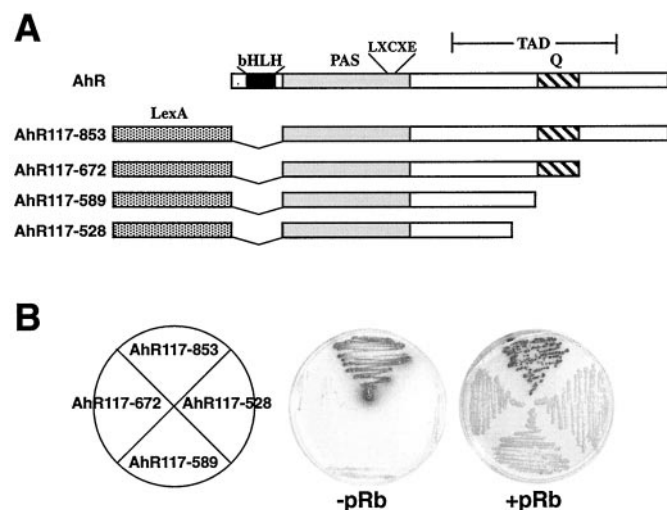 A
LXCXE
TAD
bHLH
PAS
Q
AhR
LexA
AhR117-853
AhR117-672
AhR117-589
AhR117-528
B
AhR117-853
AhR117-672
AhR117-528
AhR117-589
-pRb
+pRb